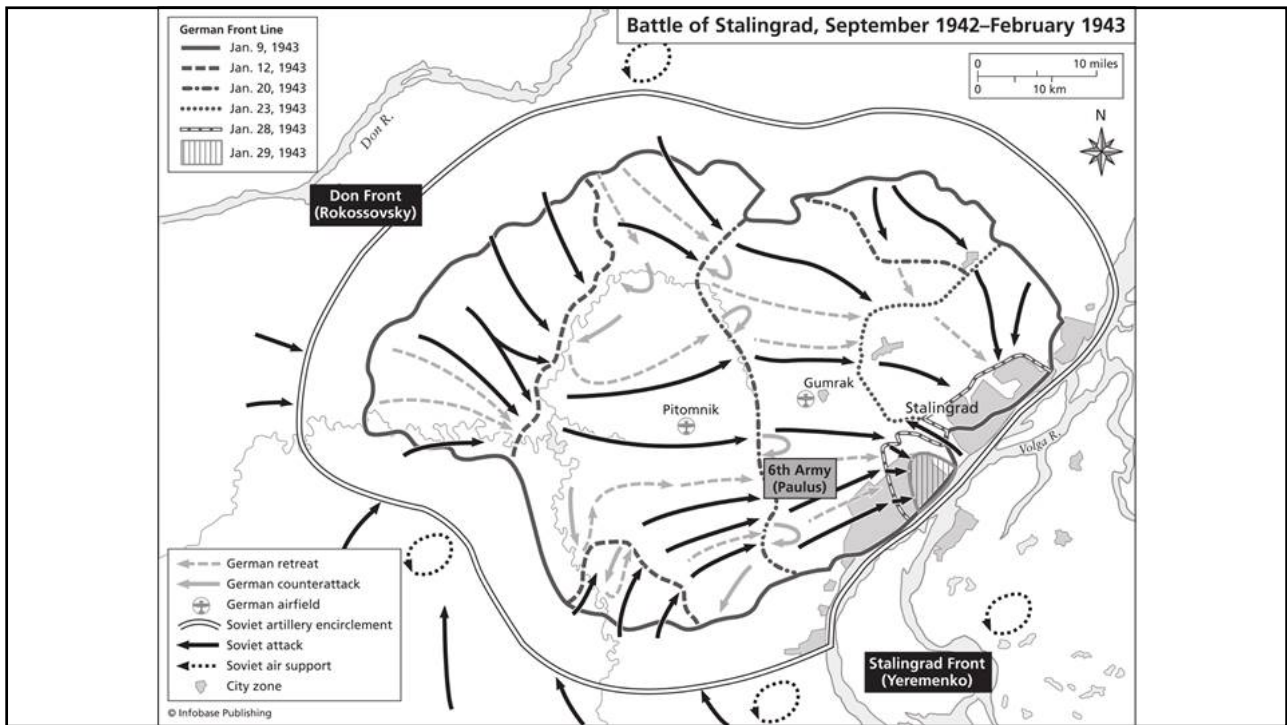 Battle of Stalingrad, September 1942–February 1943
German Front Line
Jan. 9, 1943
Jan. 12, 1943
Jan. 20, 1943
Jan. 23, 1943
Jan. 28, 1943
Jan. 29, 1943
0 10 miles
0 10 km
N
Don R.
Don Front
(Rokossovsky)
Gumrak
Pitomnik
Stalingrad
Volga R.
6th Army
(Paulus)
Stalingrad Front
(Yeremenko)
German retreat
German counterattack
German airfield
Soviet artillery encirclement
Soviet attack
Soviet air support
City zone
© Infobase Publishing